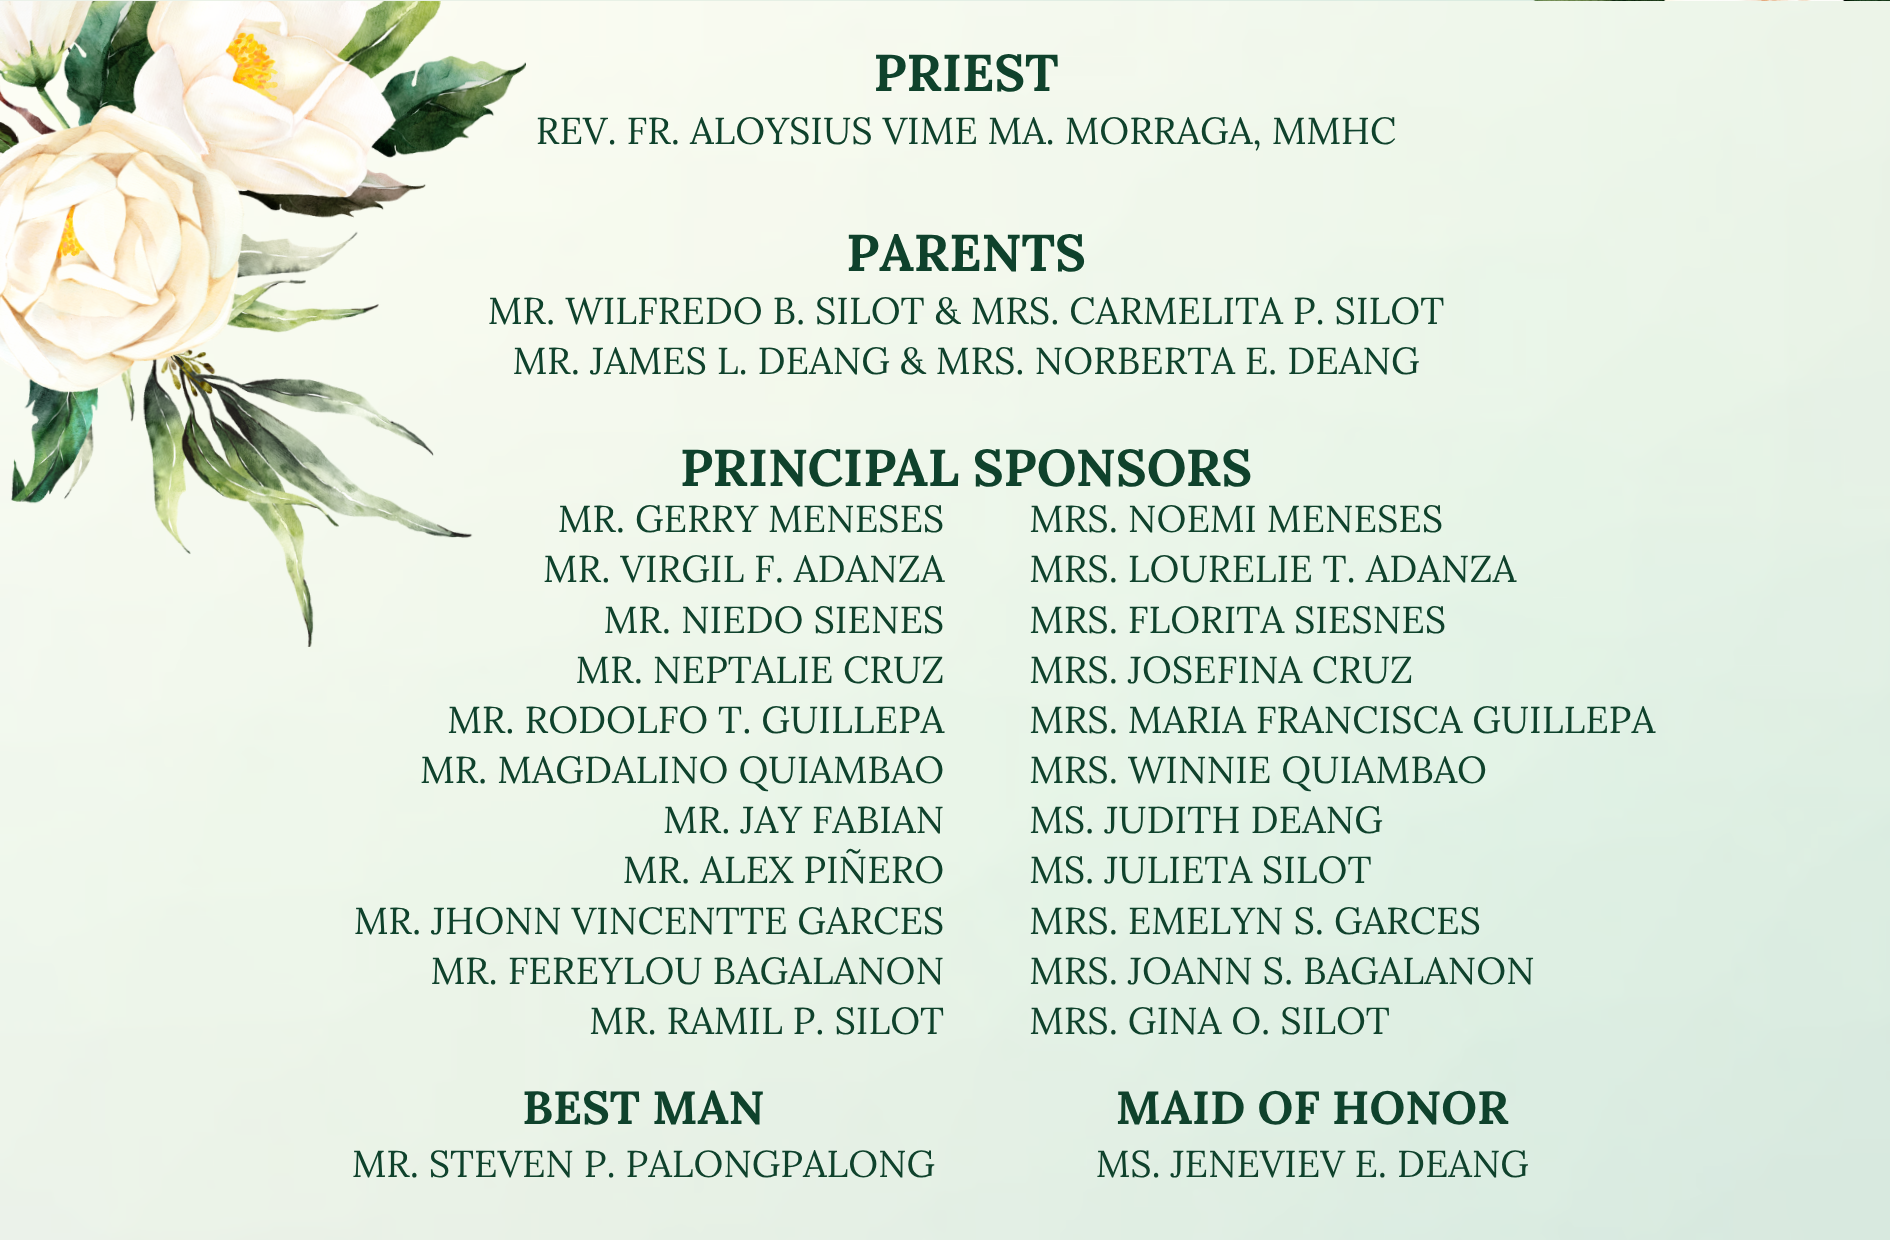 PRIEST
REV. FR. ALOYSIUS VIME MA. MORRAGA, MMHC
PARENTS
MR. WILFREDO B. SILOT & MRS. CARMELITA P. SILOT
MR. JAMES L. DEANG & MRS. NORBERTA E. DEANG
PRINCIPAL SPONSORS
MR. GERRY MENESES MRS. NOEMI MENESES
MR. VIRGIL F. ADANZA MRS. LOURELIE T. ADANZA
MR. NIEDO SIENES MRS. FLORITA SIESNES
MR. NEPTALIE CRUZ MRS. JOSEFINA CRUZ
MR. RODOLFO T. GUILLEPA MRS. MARIA FRANCISCA GUILLEPA
MR. MAGDALINO QUIAMBAO MRS. WINNIE QUIAMBAO
MR. JAY FABIAN MS. JUDITH DEANG
MR. ALEX PIÑERO MS. JULIETA SILOT
MR. JHONN VINCENTTE GARCES MRS. EMELYN S. GARCES
MR. FEREYLOU BAGALANON MRS. JOANN S. BAGALANON
MR. RAMIL P. SILOT MRS. GINA O. SILOT
BEST MAN
MR. STEVEN P. PALONGPALONG
MAID OF HONOR
MS. JENEVIEV E. DEANG